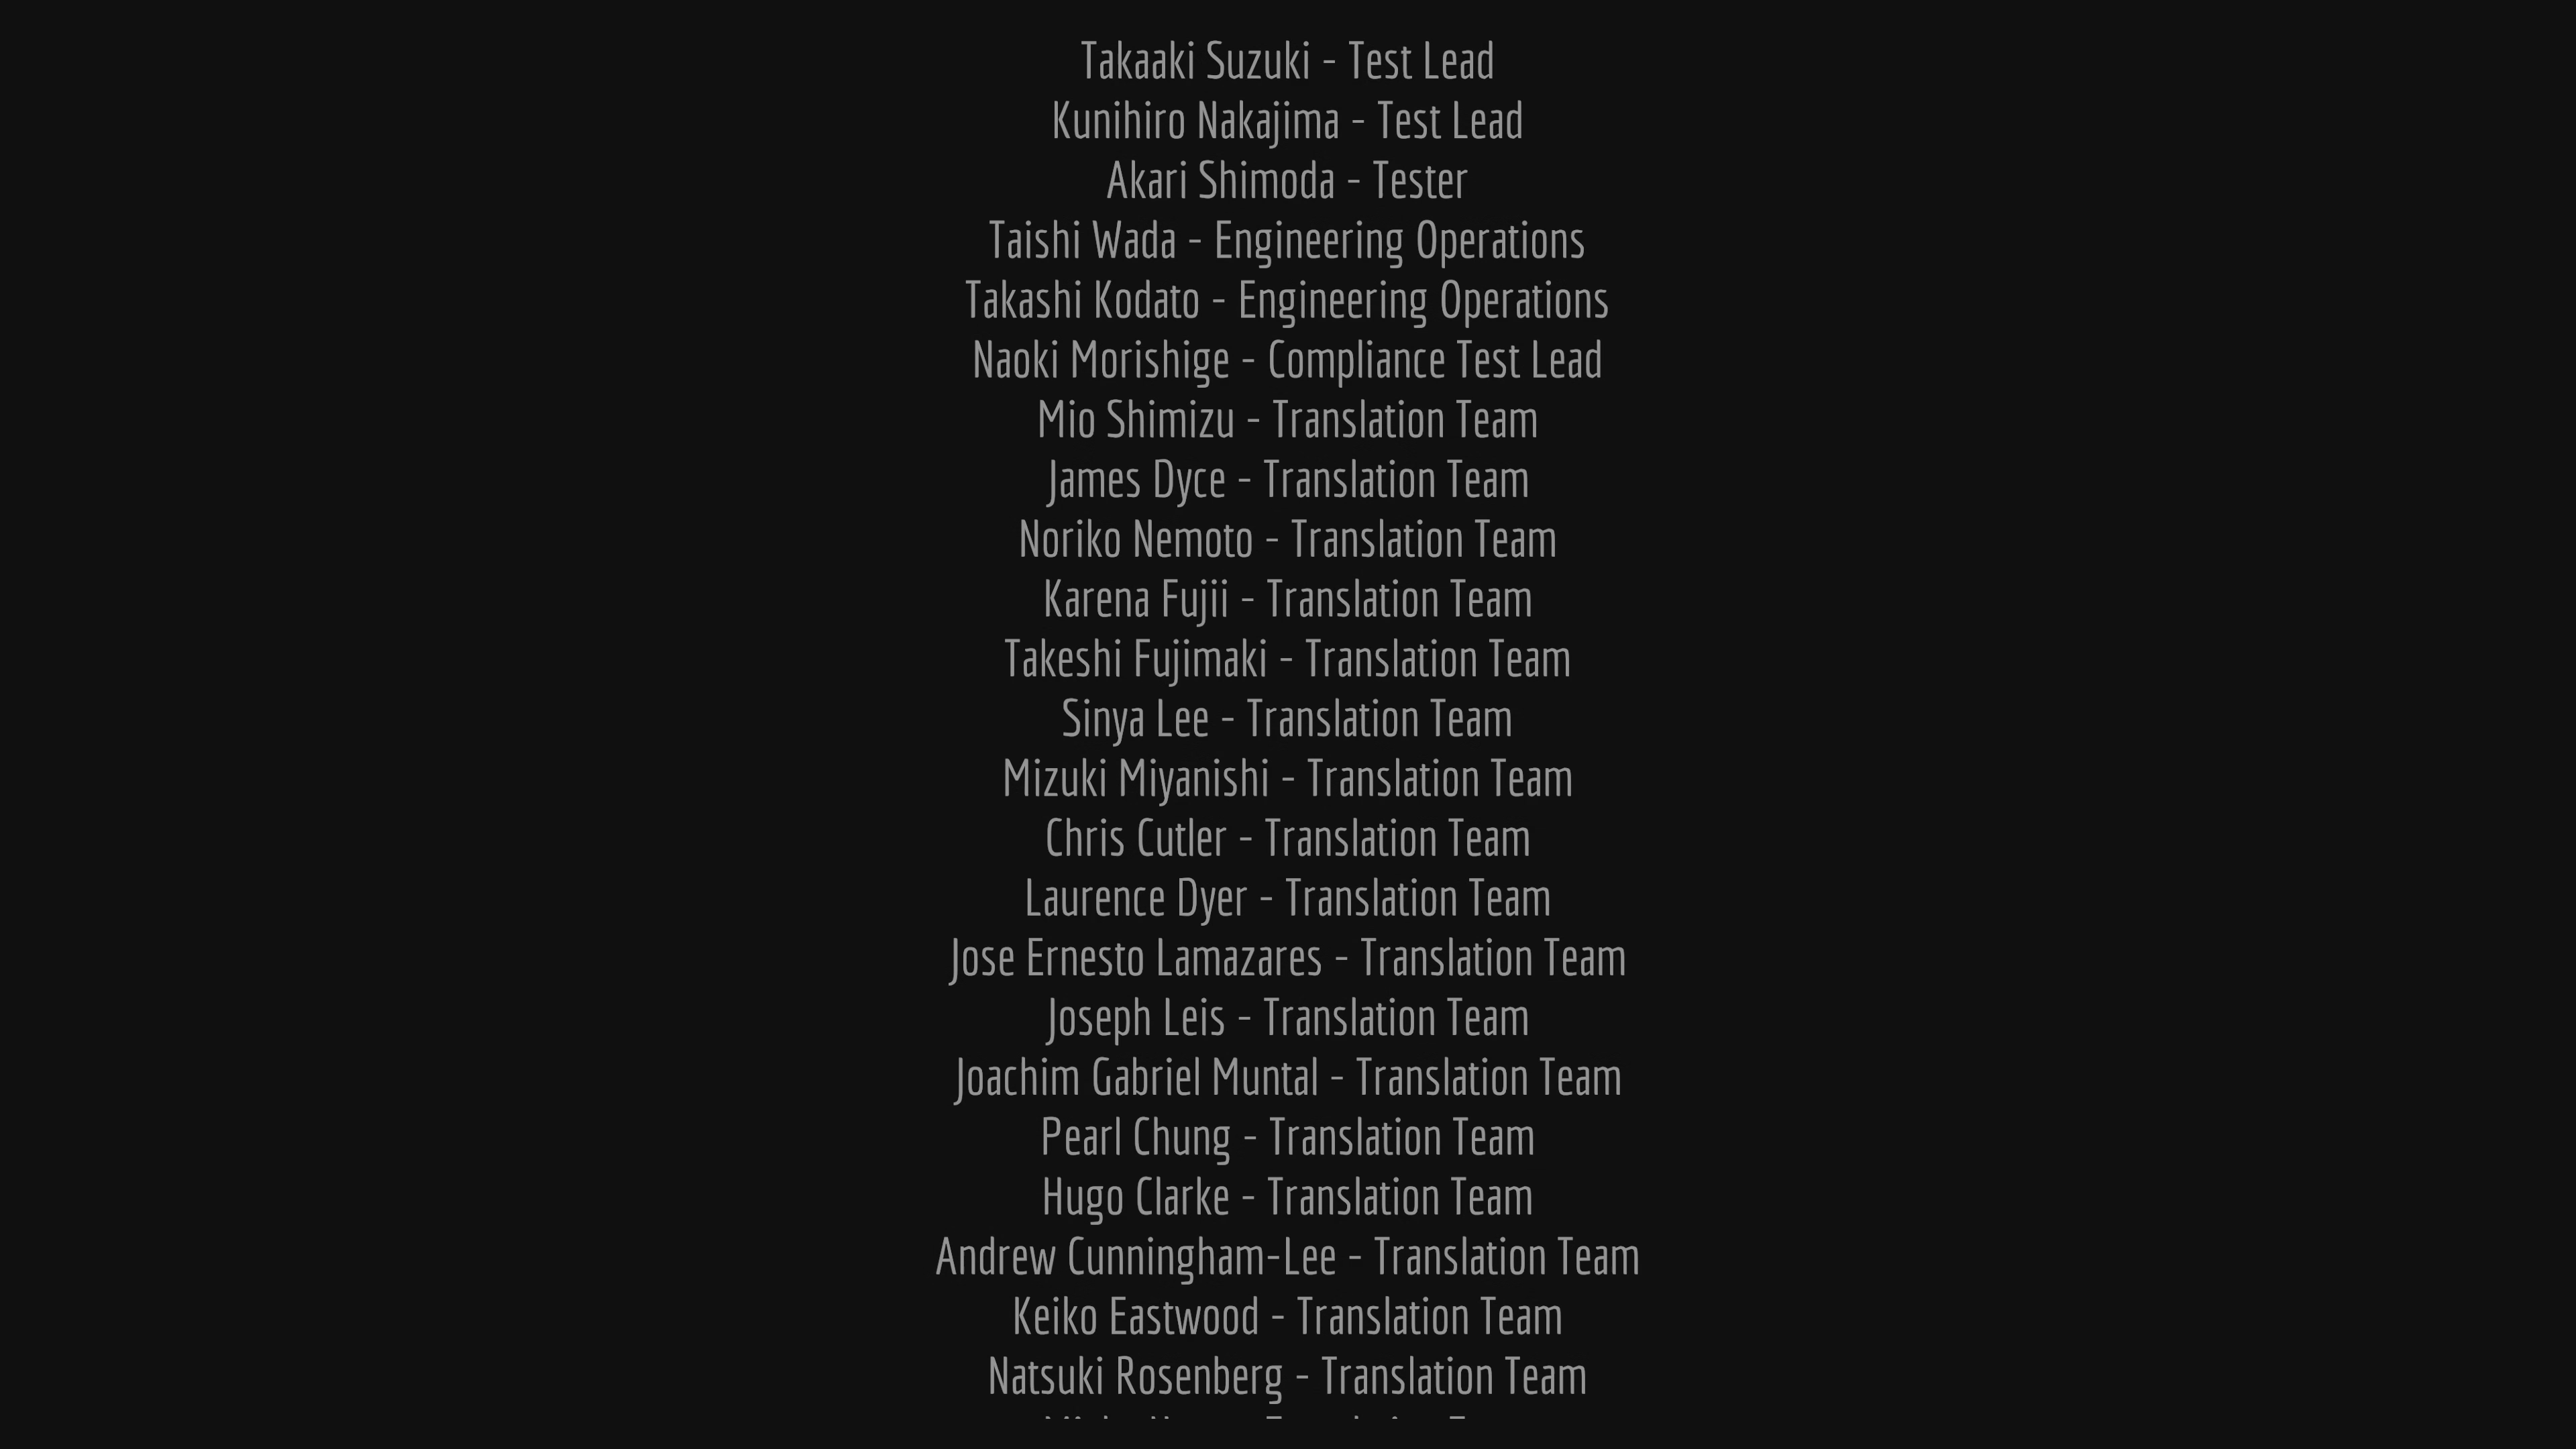 Takaaki Suzuki - Test Lead
Kunihiro Nakajima - Test Lead
Akari Shimoda - Tester
Taishi Wada - Engineering Operations
Takashi Kodato - Engineering Operations
Naoki Morishige - Compliance Test Lead
Mio Shimizu - Translation Team
James Dyce - Translation Team
Noriko Nemoto - Translation Team
Karena Fujii - Translation Team
Takeshi Fujimaki - Translation Team
Sinya Lee - Translation Team
Mizuki Miyanishi - Translation Team
Chris Cutler - Translation Team
Laurence Dyer - Translation Team
Jose Ernesto Lamazares - Translation Team
Joseph Leis - Translation Team
Joachim Gabriel Muntal - Translation Team
Pearl Chung - Translation Team
Hugo Clarke - Translation Team
Andrew Cunningham-Lee - Translation Team
Keiko Eastwood - Translation Team
Natsuki Rosenberg - Translation Team